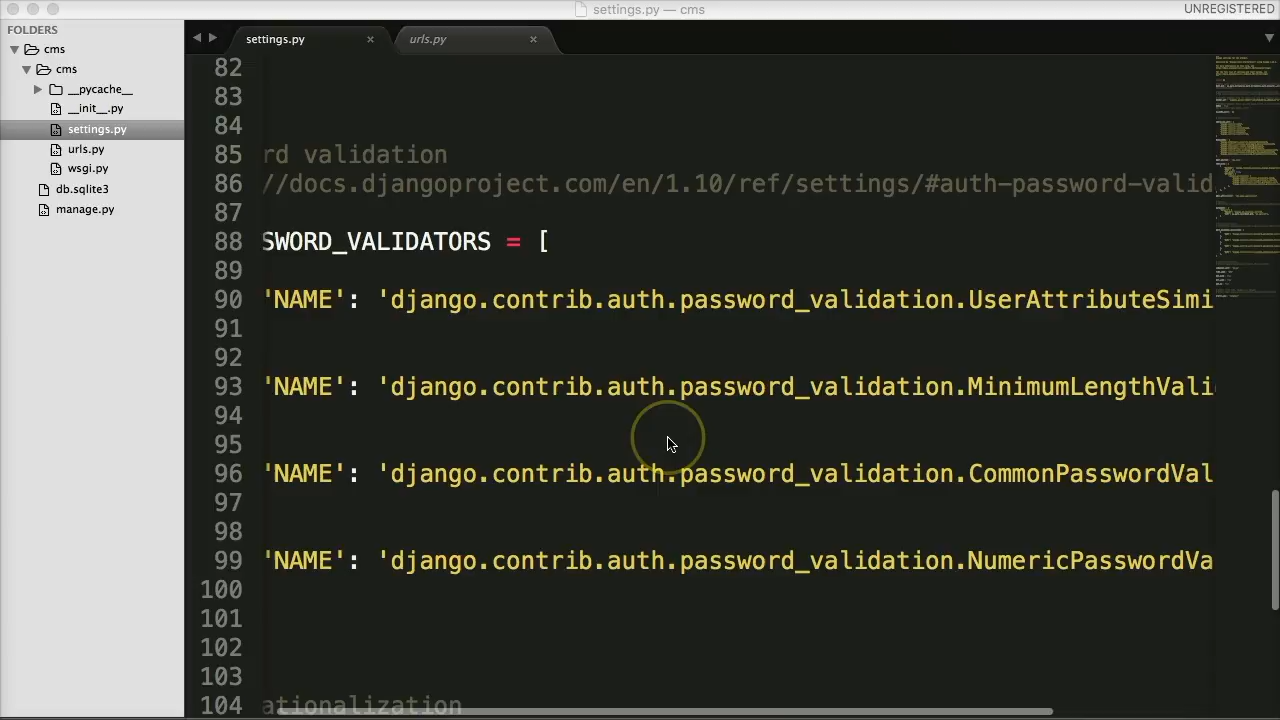 settings.py — cms
UNREGISTERED
FOLDERS
cms
cms
__pycache__
__init__.py
settings.py
urls.py
wsgi.py
db.sqlite3
manage.py
settings.py ×
urls.py ×
82
83
84
85 rd validation
86 //docs.djangoproject.com/en/1.10/ref/settings/#auth-password-valid
87
88 SWORD_VALIDATORS = [
89
90 'NAME': 'django.contrib.auth.password_validation.UserAttributeSimi
91
92
93 'NAME': 'django.contrib.auth.password_validation.MinimumLengthVali
94
95
96 'NAME': 'django.contrib.auth.password_validation.CommonPasswordVal
97
98
99 'NAME': 'django.contrib.auth.password_validation.NumericPasswordVa
100
101
102
103
104 ationalization